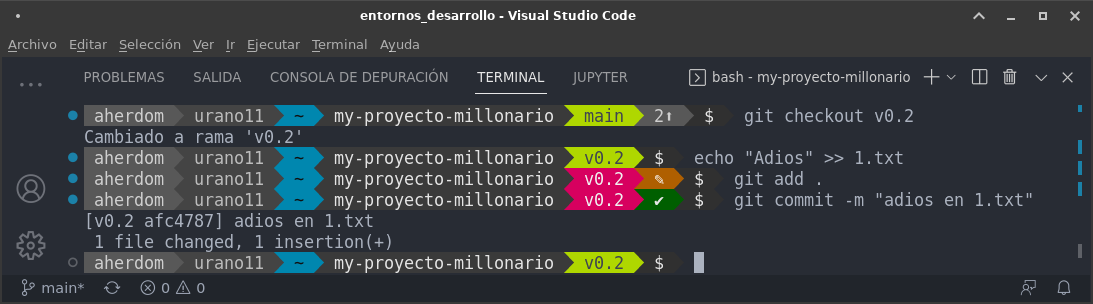 entornos_desarrollo - Visual Studio Code
Archivo Editar Selección Ver Ir Ejecutar Terminal Ayuda
PROBLEMAS SALIDA CONSOLA DE DEPURACIÓN TERMINAL JUPYTER bash - my-proyecto-millonario
aherdom urano11 ~ my-proyecto-millonario main 2⬆ $ git checkout v0.2
Cambiado a rama 'v0.2'
aherdom urano11 ~ my-proyecto-millonario v0.2 $ echo "Adios" >> 1.txt
aherdom urano11 ~ my-proyecto-millonario v0.2 ✎ $ git add .
aherdom urano11 ~ my-proyecto-millonario v0.2 ✔ $ git commit -m "adios en 1.txt"
[v0.2 afc4787] adios en 1.txt
1 file changed, 1 insertion(+)
aherdom urano11 ~ my-proyecto-millonario v0.2 $
main* 0 0